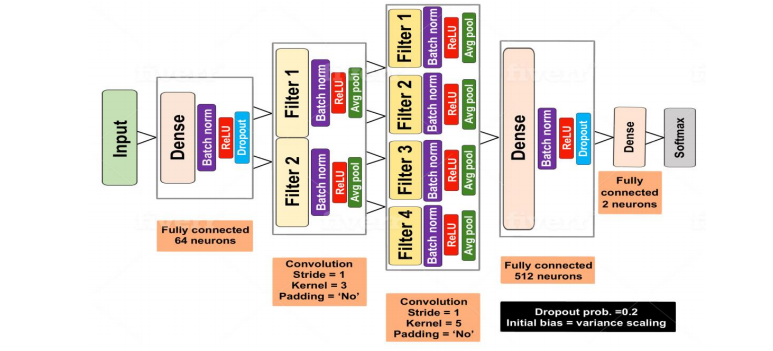 Input
Dense
Batch norm
ReLU
Dropout
Fully connected
64 neurons
Filter 1
Batch norm
ReLU
Avg pool
Filter 2
Batch norm
ReLU
Avg pool
Convolution
Stride = 1
Kernel = 3
Padding = ‘No’
Filter 1
Batch norm
ReLU
Avg pool
Filter 2
Batch norm
ReLU
Avg pool
Filter 3
Batch norm
ReLU
Avg pool
Filter 4
Batch norm
ReLU
Avg pool
Convolution
Stride = 1
Kernel = 5
Padding = ‘No’
Dense
Batch norm
ReLU
Dropout
Fully connected
512 neurons
Dense
Fully
connected
2 neurons
Softmax
Dropout prob. =0.2
Initial bias = variance scaling